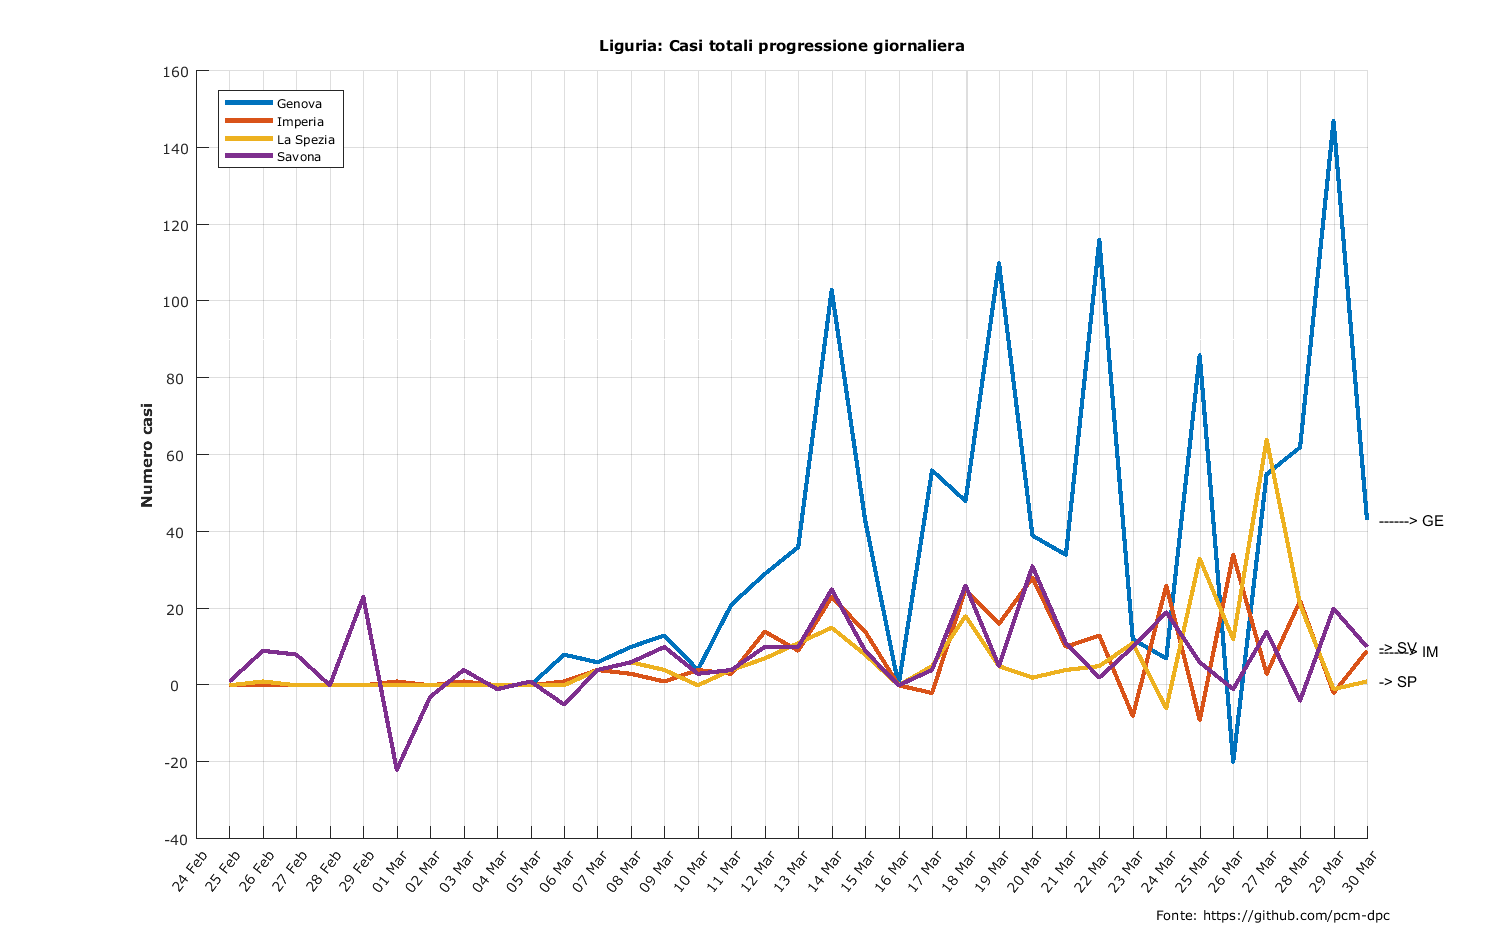 Liguria: Casi totali progressione giornaliera
160
140
120
100
80
60
40
20
0
-20
-40
Numero casi
Genova
Imperia
La Spezia
Savona
------> GE
-> SV
-----> IM
-> SP
24 Feb
25 Feb
26 Feb
27 Feb
28 Feb
29 Feb
01 Mar
02 Mar
03 Mar
04 Mar
05 Mar
06 Mar
07 Mar
08 Mar
09 Mar
10 Mar
11 Mar
12 Mar
13 Mar
14 Mar
15 Mar
16 Mar
17 Mar
18 Mar
19 Mar
20 Mar
21 Mar
22 Mar
23 Mar
24 Mar
25 Mar
26 Mar
27 Mar
28 Mar
29 Mar
30 Mar
Fonte: https://github.com/pcm-dpc